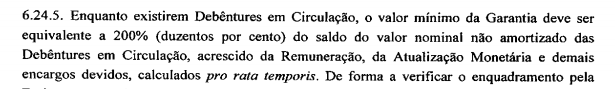 6.24.5. Enquanto existirem Debêntures em Circulação, o valor mínimo da Garantia deve ser
equivalente a 200% (duzentos por cento) do saldo do valor nominal não amortizado das
Debêntures em Circulação, acrescido da Remuneração, da Atualização Monetária e demais
encargos devidos, calculados pro rata temporis. De forma a verificar o enquadramento pela